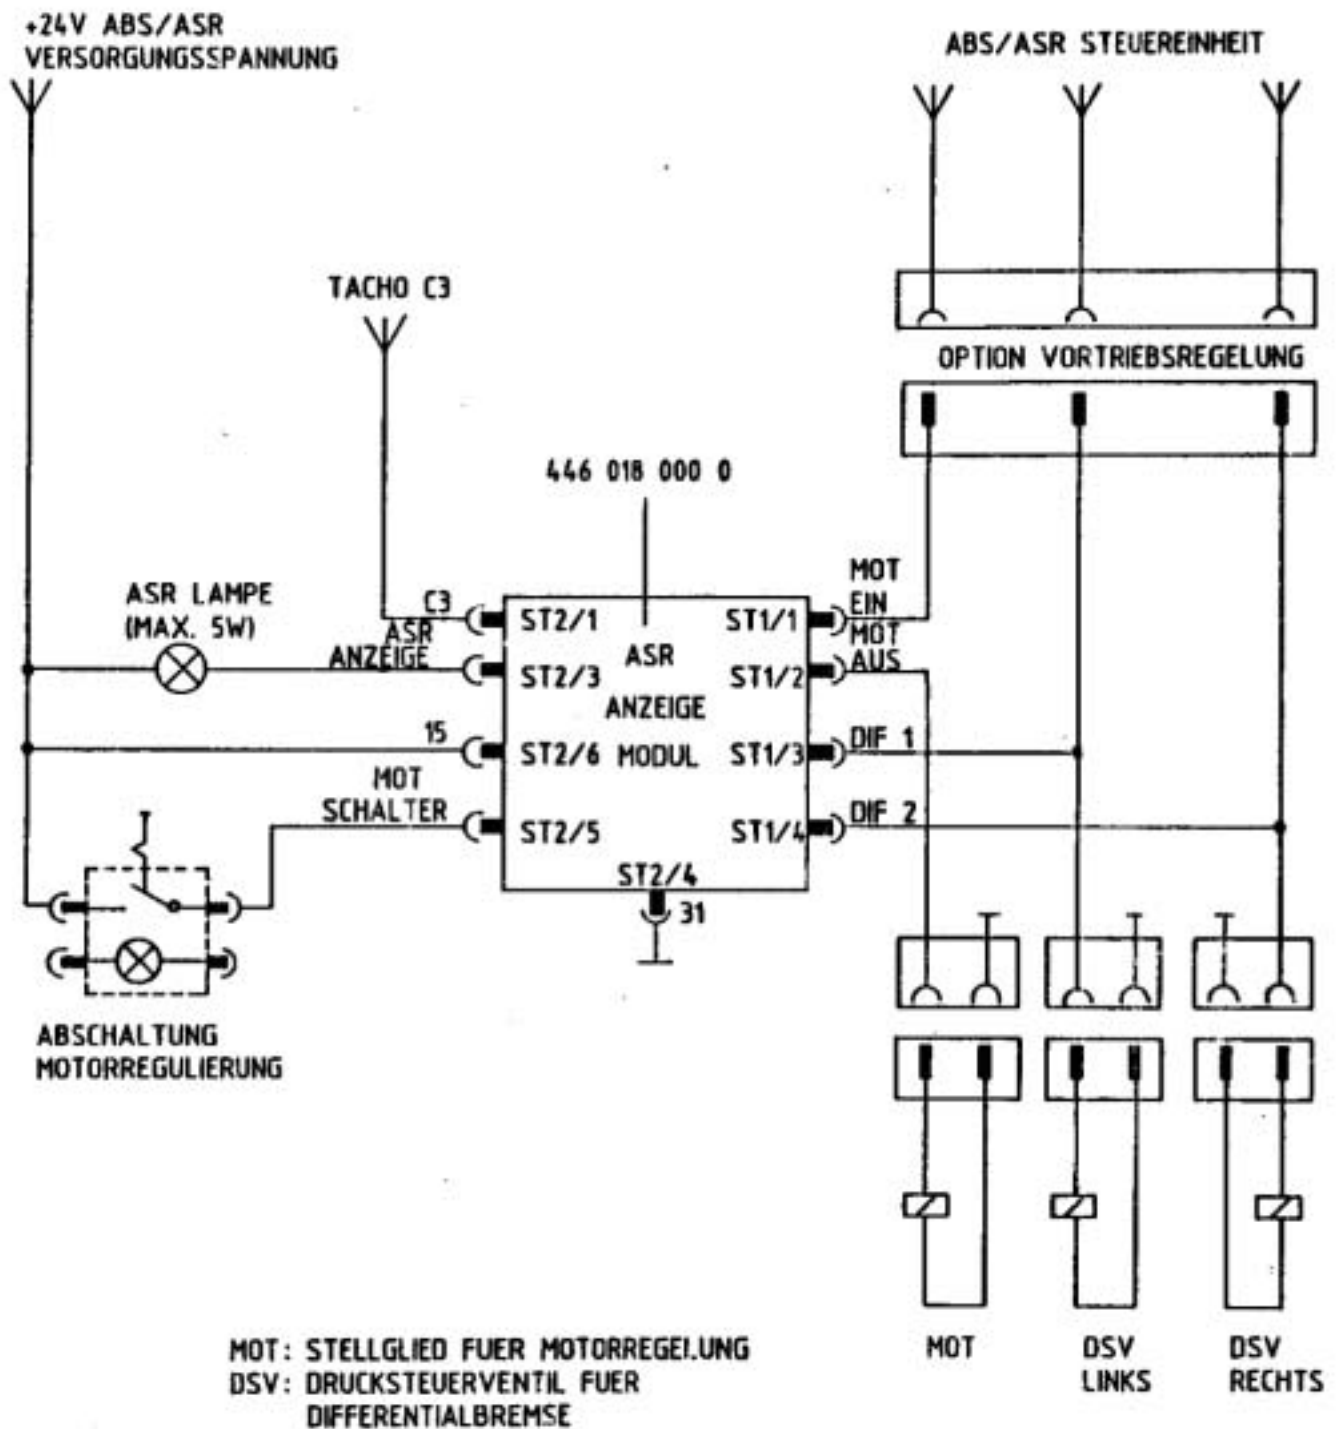 +24V ABS/ASR
VERSORGUNGSSPANNUNG
ABS/ASR STEUEREINHEIT
TACHO C3
OPTION VORTRIEBSREGELUNG
446 018 000 0
ASR LAMPE
(MAX. 5W)
C3
ASR
ANZEIGE
15
MOT
SCHALTER
ST2/1
ST2/3
ST2/6
ST2/5
ASR
ANZEIGE
MODUL
ST2/4
31
ST1/1
ST1/2
ST1/3
ST1/4
MOT
EIN
MOT
AUS
DIF 1
DIF 2
ABSCHALTUNG
MOTORREGULIERUNG
MOT
DSV
LINKS
DSV
RECHTS
MOT: STELLGLIED FUER MOTORREGELUNG
DSV: DRUCKSTEUERVENTIL FUER
DIFFERENTIALBREMSE